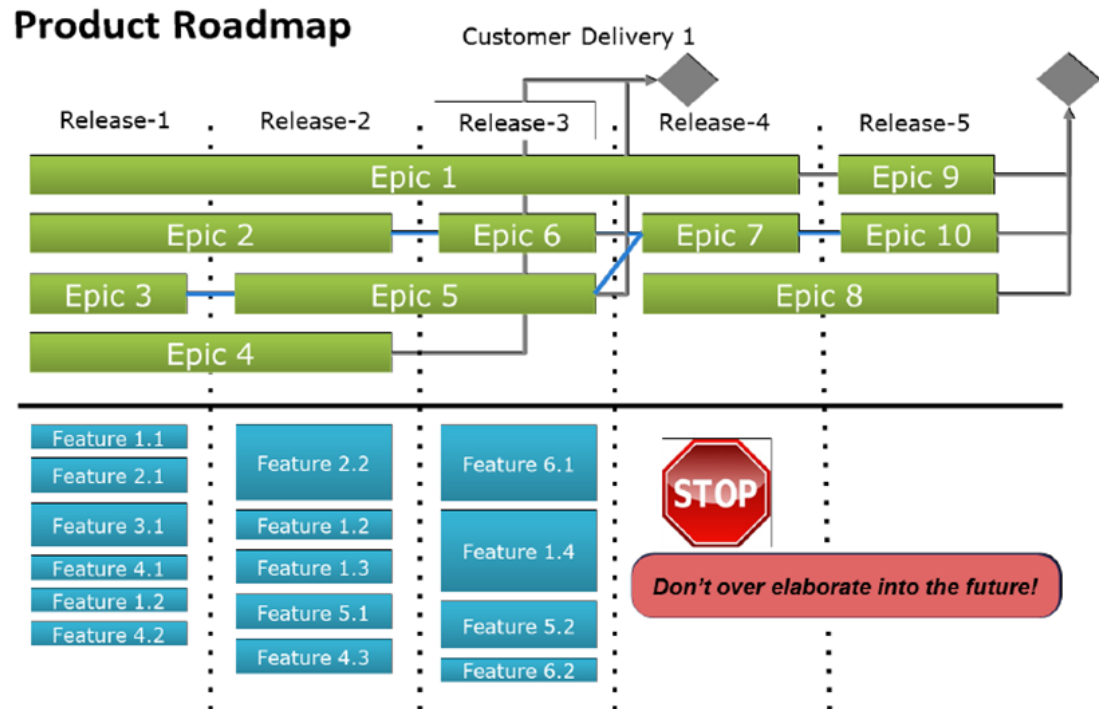 Product Roadmap
Customer Delivery 1
Release-1
Release-2
Release-3
Release-4
Release-5
Epic 1
Epic 9
Epic 2
Epic 6
Epic 7
Epic 10
Epic 3
Epic 5
Epic 8
Epic 4
Feature 1.1
Feature 2.1
Feature 3.1
Feature 4.1
Feature 1.2
Feature 4.2
Feature 2.2
Feature 1.2
Feature 1.3
Feature 5.1
Feature 4.3
Feature 6.1
Feature 1.4
Feature 5.2
Feature 6.2
STOP
Don't over elaborate into the future!